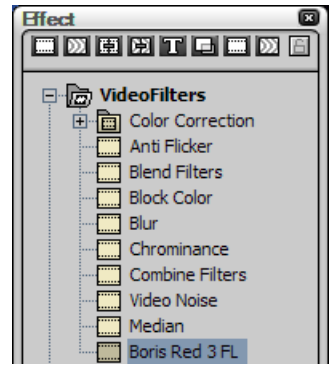 Effect
VideoFilters
Color Correction
Anti Flicker
Blend Filters
Block Color
Blur
Chrominance
Combine Filters
Video Noise
Median
Boris Red 3 FL